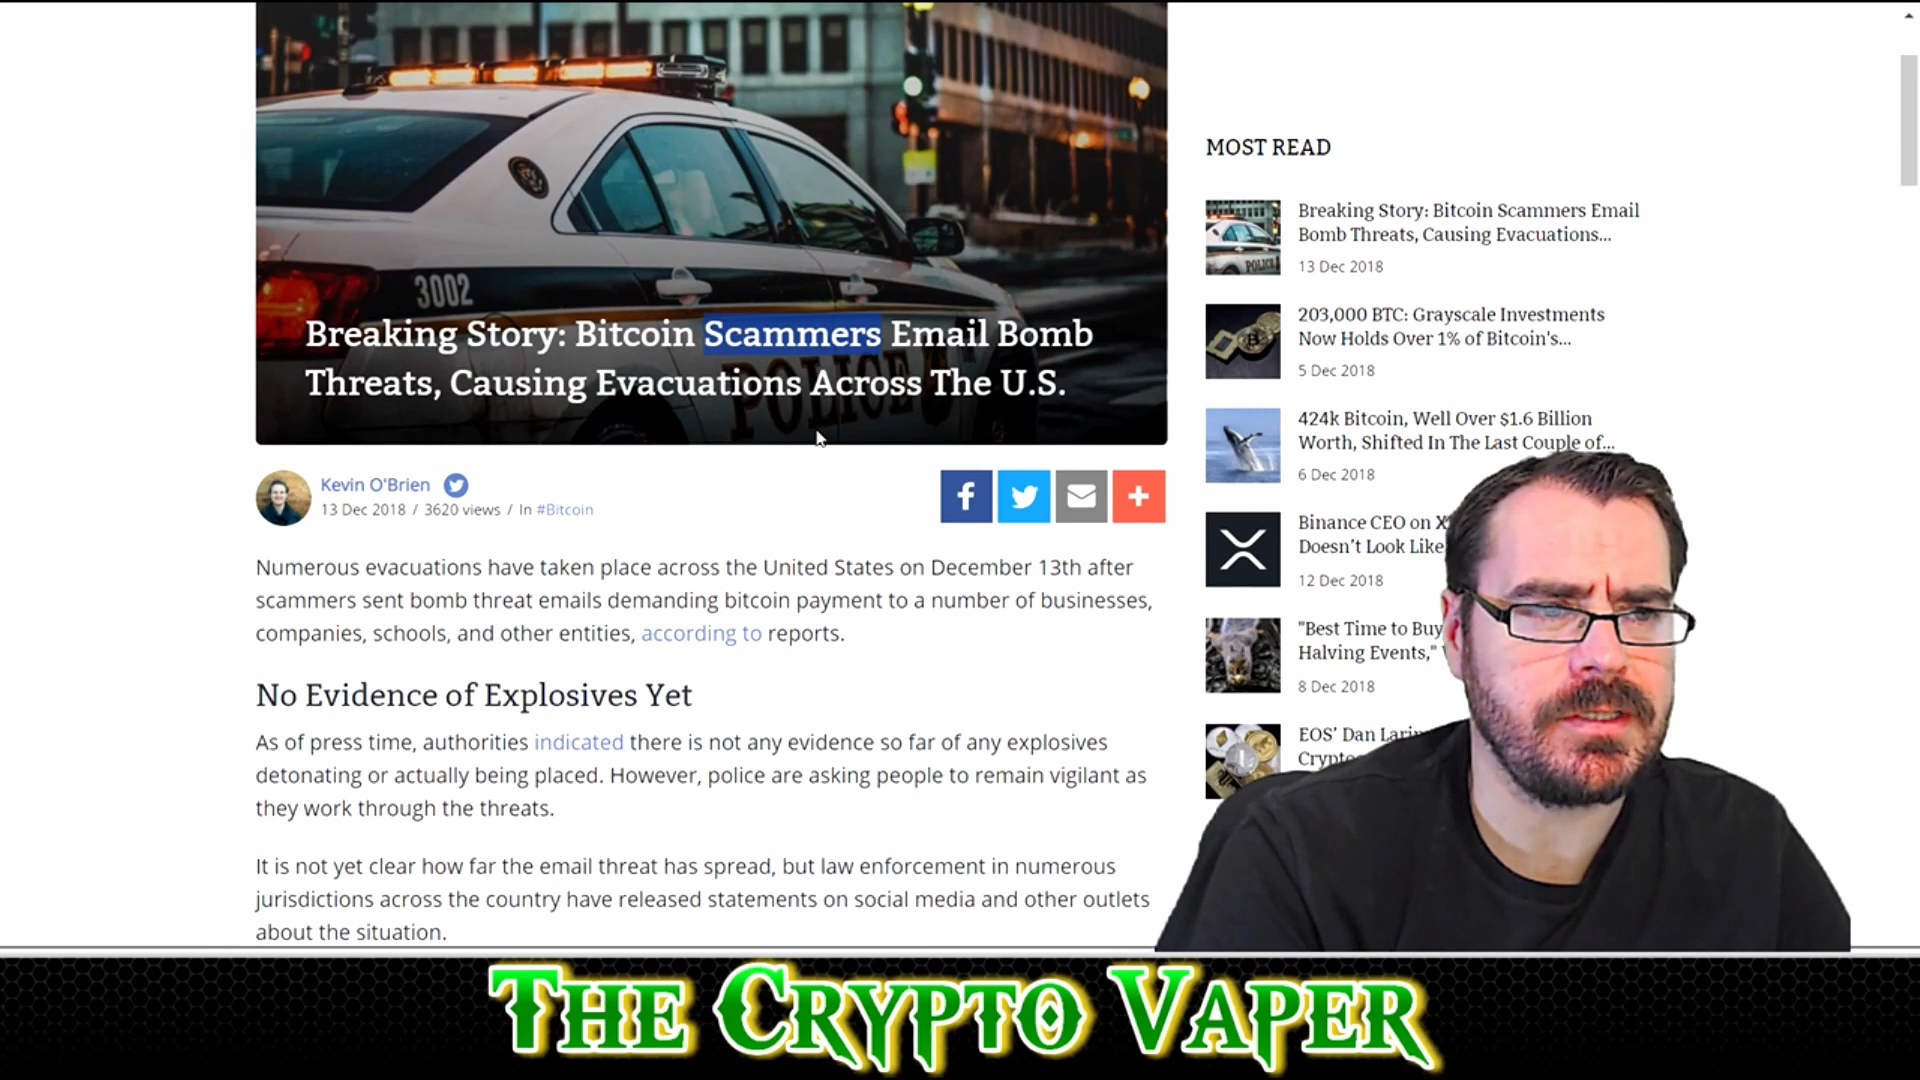 3002
Breaking Story: Bitcoin Scammers Email Bomb
Threats, Causing Evacuations Across The U.S.
POLICE
Kevin O'Brien
13 Dec 2018 / 3620 views / In #Bitcoin
Numerous evacuations have taken place across the United States on December 13th after
scammers sent bomb threat emails demanding bitcoin payment to a number of businesses,
companies, schools, and other entities, according to reports.
No Evidence of Explosives Yet
As of press time, authorities indicated there is not any evidence so far of any explosives
detonating or actually being placed. However, police are asking people to remain vigilant as
they work through the threats.
It is not yet clear how far the email threat has spread, but law enforcement in numerous
jurisdictions across the country have released statements on social media and other outlets
about the situation.
MOST READ
Breaking Story: Bitcoin Scammers Email
Bomb Threats, Causing Evacuations...
13 Dec 2018
POLICE
203,000 BTC: Grayscale Investments
Now Holds Over 1% of Bitcoin's...
5 Dec 2018
424k Bitcoin, Well Over $1.6 Billion
Worth, Shifted In The Last Couple of...
6 Dec 2018
Binance CEO on X
Doesn't Look Like
12 Dec 2018
"Best Time to Buy
Halving Events,"
8 Dec 2018
EOS' Dan
THE CRYPTO VAPER